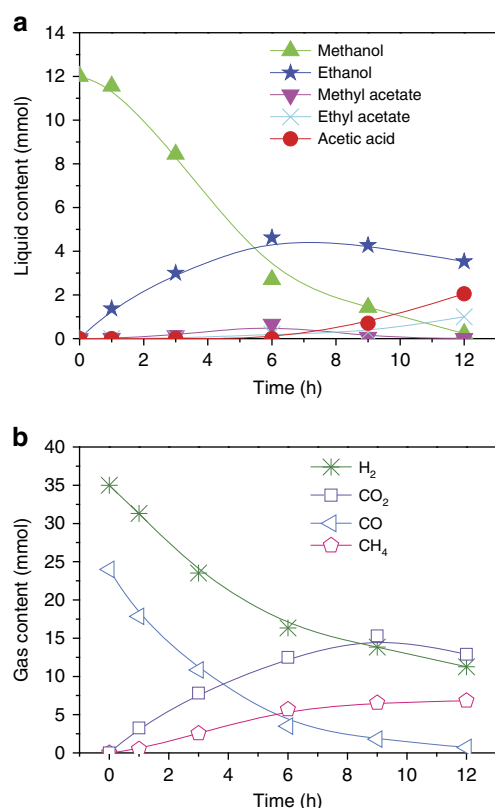 a
14
12
10
8
6
4
2
0
Liquid content (mmol)
Methanol
Ethanol
Methyl acetate
Ethyl acetate
Acetic acid
0 2 4 6 8 10 12
Time (h)
b
40
35
30
25
20
15
10
5
0
Gas content (mmol)
H2
CO2
CO
CH4
0 2 4 6 8 10 12
Time (h)